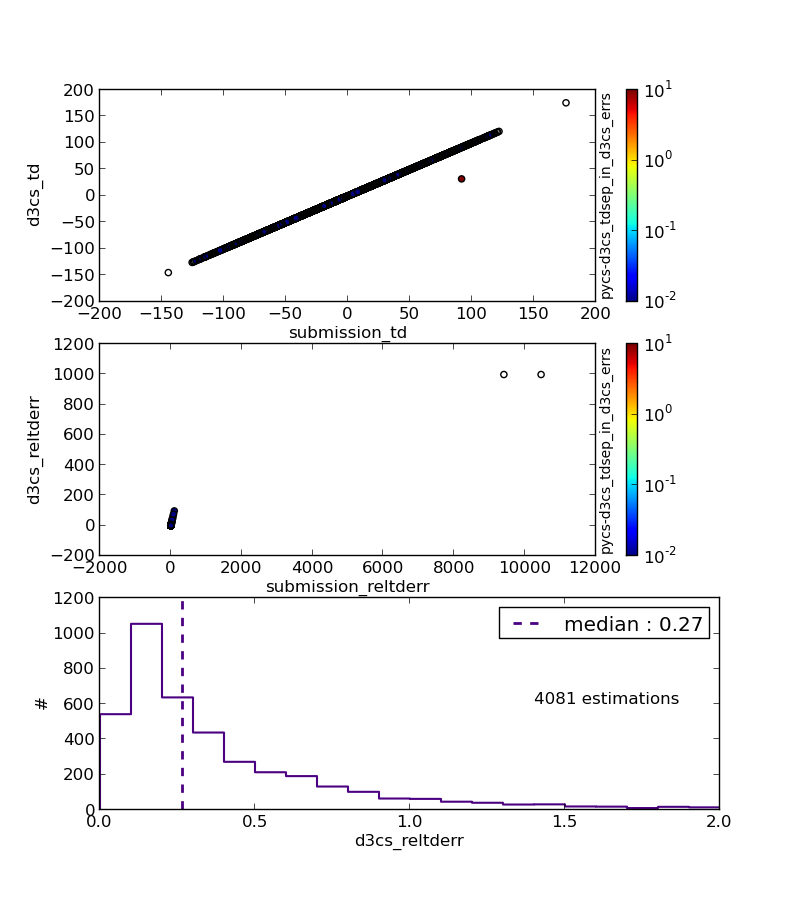 200
150
100
50
0
−50
−100
−150
−200
d3cs_td
−200 −150 −100 −50 0 50 100 150 200
submission_td
10^1
10^0
10^-1
10^-2
pycs-d3cs_tdsep_in_d3cs_errs
1200
1000
800
600
400
200
0
−200
d3cs_reltderr
−2000 0 2000 4000 6000 8000 10000 12000
submission_reltderr
10^1
10^0
10^-1
10^-2
pycs-d3cs_tdsep_in_d3cs_errs
1200
1000
800
600
400
200
0
#
median : 0.27
4081 estimations
0.0 0.5 1.0 1.5 2.0
d3cs_reltderr